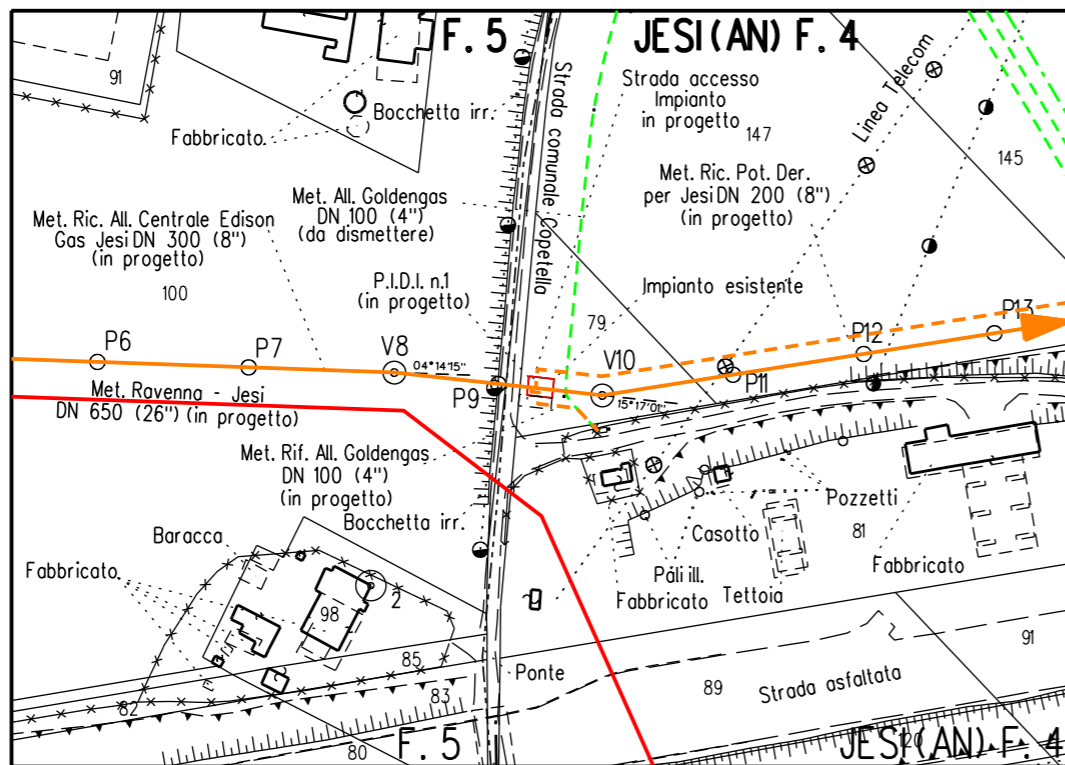 F. 5
JESI(AN) F. 4
91
Bocchetta irr.
Fabbricato
Strada comunale Copetella
Strada accesso
Impianto
in progetto
147
Linea Telecom
145
Met. Ric. All. Centrale Edison
Gas Jesi DN 300 (8")
(in progetto)
100
Met. All. Goldengas
DN 100 (4")
(da dismettere)
P.I.D.I. n.1
(in progetto)
Met. Ric. Pot. Der.
per Jesi DN 200 (8")
(in progetto)
Impianto esistente
79
P6
P7
V8
04°14'15"
P9
V10
15°17'01"
P11
P12
P13
Met. Ravenna - Jesi
DN 650 (26") (in progetto)
Met. Rif. All. Goldengas
DN 100 (4")
(in progetto)
Bocchetta irr.
Baracca
Fabbricato
98
2
Pozzetti
Casotto
81
Pali ill.
Fabbricato
Tettoia
Fabbricato
Ponte
85
83
82
80
89
Strada asfaltata
91
120
F. 5
JESI(AN) F. 4